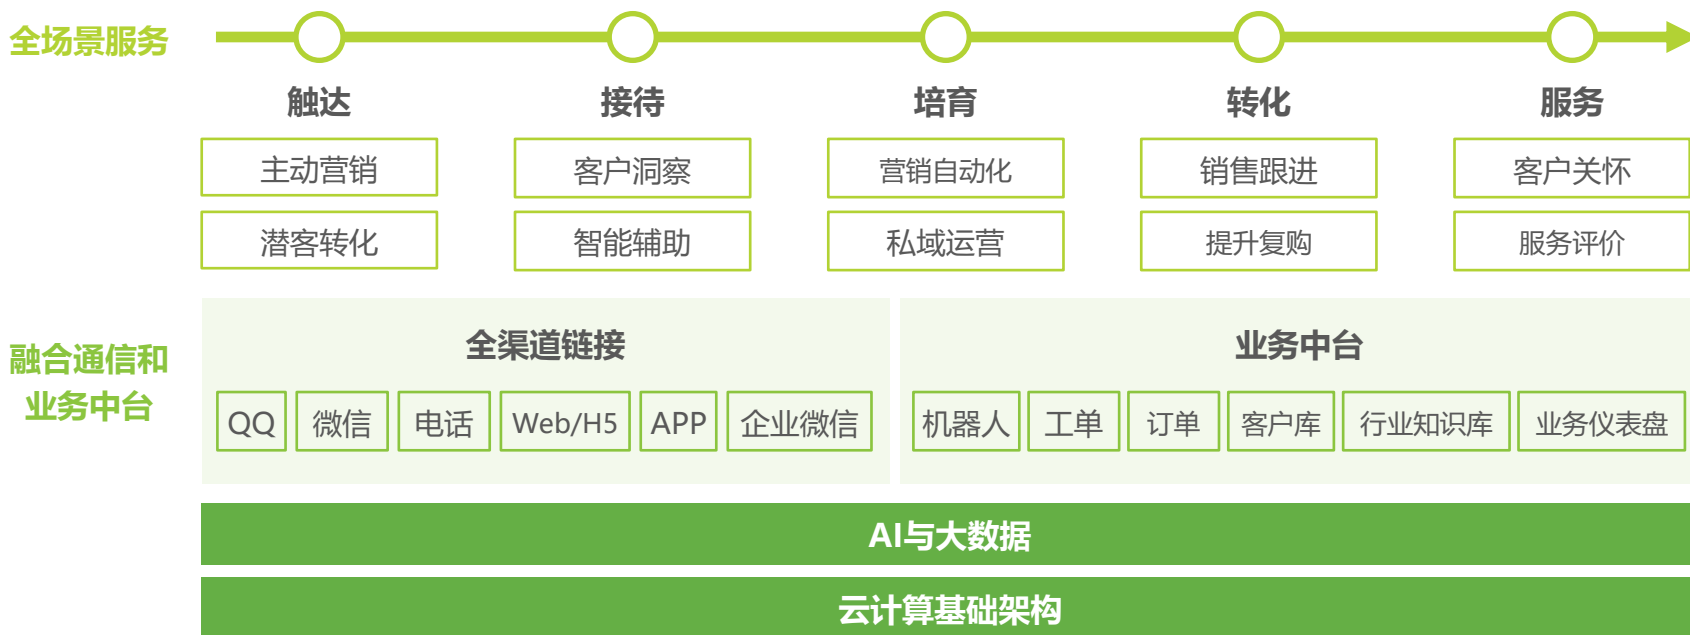 全场景服务
触达
接待
培育
转化
服务
主动营销
客户洞察
营销自动化
销售跟进
客户关怀
潜客转化
智能辅助
私域运营
提升复购
服务评价
融合通信和
业务中台
全渠道链接
QQ
微信
电话
Web/H5
APP
企业微信
业务中台
机器人
工单
订单
客户库
行业知识库
业务仪表盘
AI与大数据
云计算基础架构